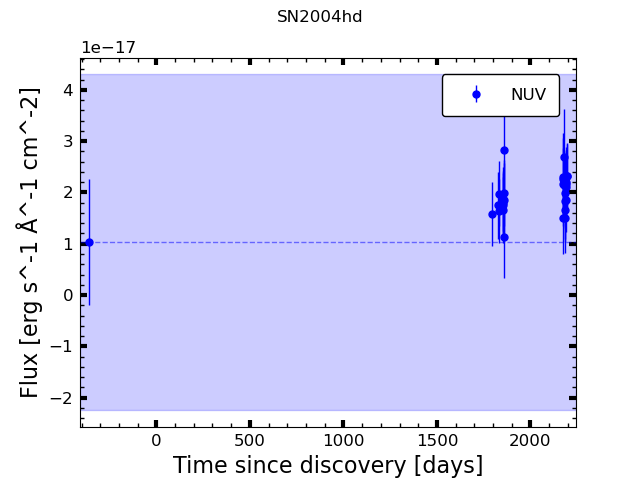 SN2004hd
1e−17
NUV
4
3
2
1
0
−1
−2
Flux [erg s^-1 Å^-1 cm^-2]
0 500 1000 1500 2000
Time since discovery [days]